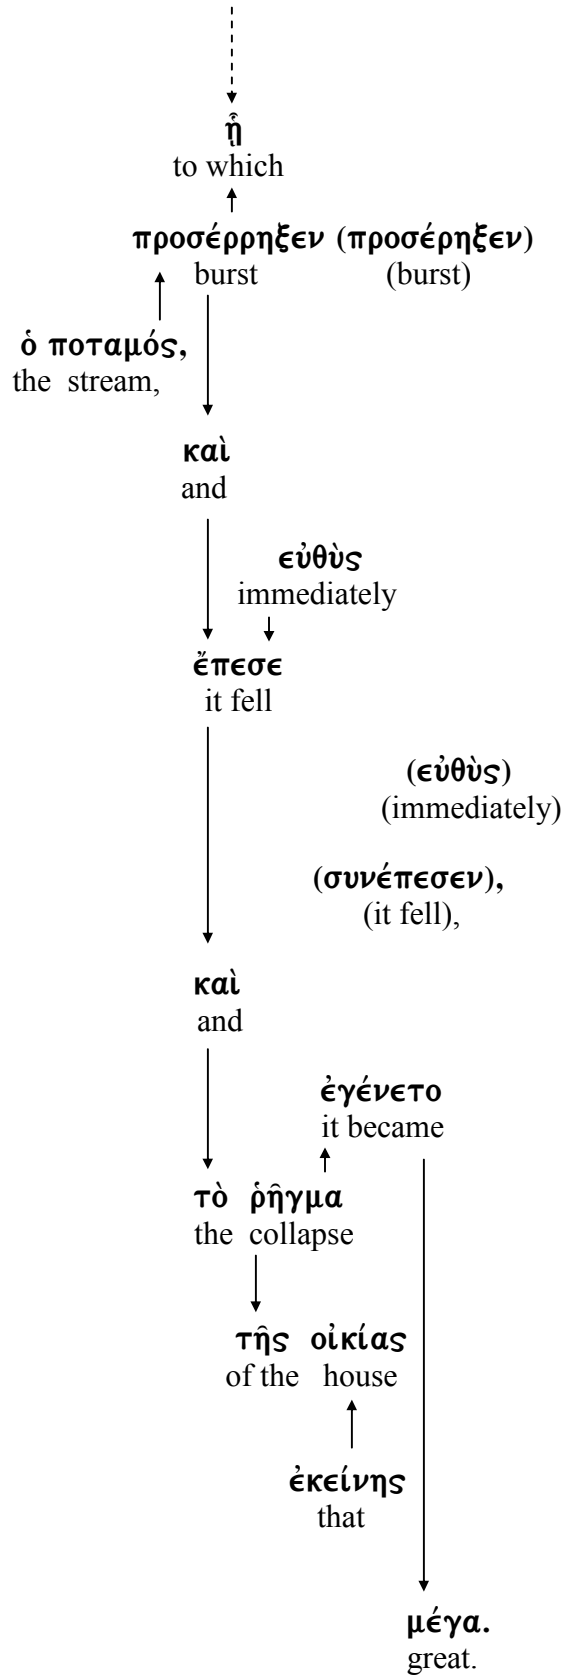 ᾗ
to which
προσέρρηξεν (προσέρηξεν)
burst (burst)
ὁ ποταμός,
the stream,
καὶ
and
εὐθὺς
immediately
ἔπεσε
it fell
(εὐθὺς)
(immediately)
(συνέπεσεν),
(it fell),
καὶ
and
ἐγένετο
it became
τὸ ῥῆγμα
the collapse
τῆς οἰκίας
of the house
ἐκείνης
that
μέγα.
great.